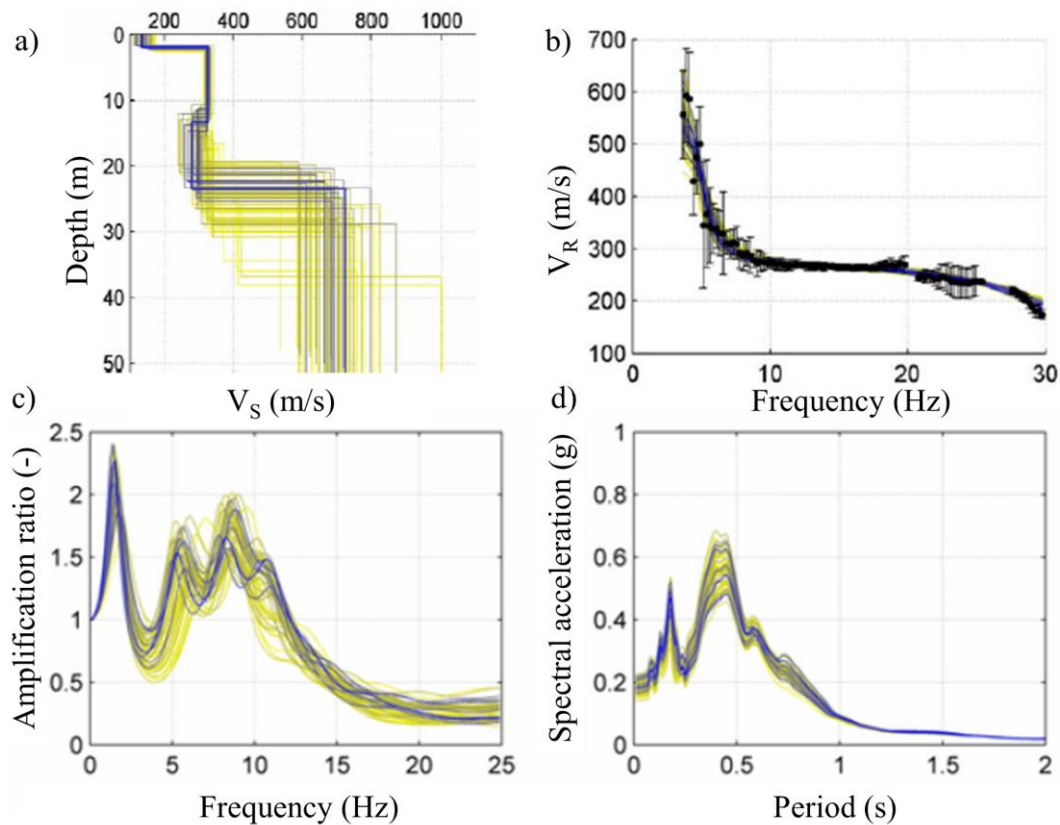 a)
200 400 600 800 1000
0
10
20
30
40
50
Depth (m)
V_S (m/s)
b)
700
600
500
400
300
200
100
0 10 20 30
V_R (m/s)
Frequency (Hz)
c)
2.5
2
1.5
1
0.5
0
0 5 10 15 20 25
Amplification ratio (-)
Frequency (Hz)
d)
1
0.8
0.6
0.4
0.2
0
0 0.5 1 1.5 2
Spectral acceleration (g)
Period (s)